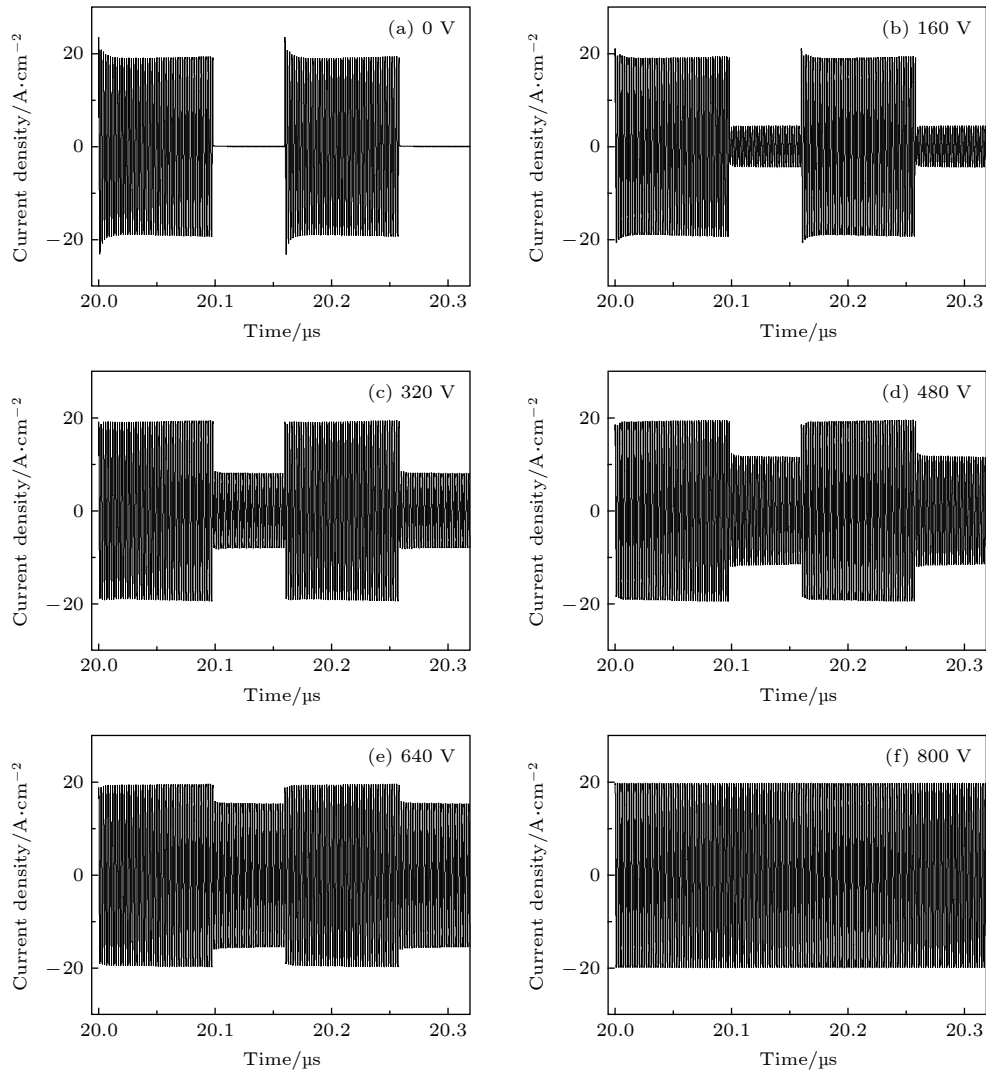 (a) 0 V
Current density/A·cm−2
20
0
−20
20.0 20.1 20.2 20.3
Time/µs
(b) 160 V
Current density/A·cm−2
20
0
−20
20.0 20.1 20.2 20.3
Time/µs
(c) 320 V
Current density/A·cm−2
20
0
−20
20.0 20.1 20.2 20.3
Time/µs
(d) 480 V
Current density/A·cm−2
20
0
−20
20.0 20.1 20.2 20.3
Time/µs
(e) 640 V
Current density/A·cm−2
20
0
−20
20.0 20.1 20.2 20.3
Time/µs
(f) 800 V
Current density/A·cm−2
20
0
−20
20.0 20.1 20.2 20.3
Time/µs